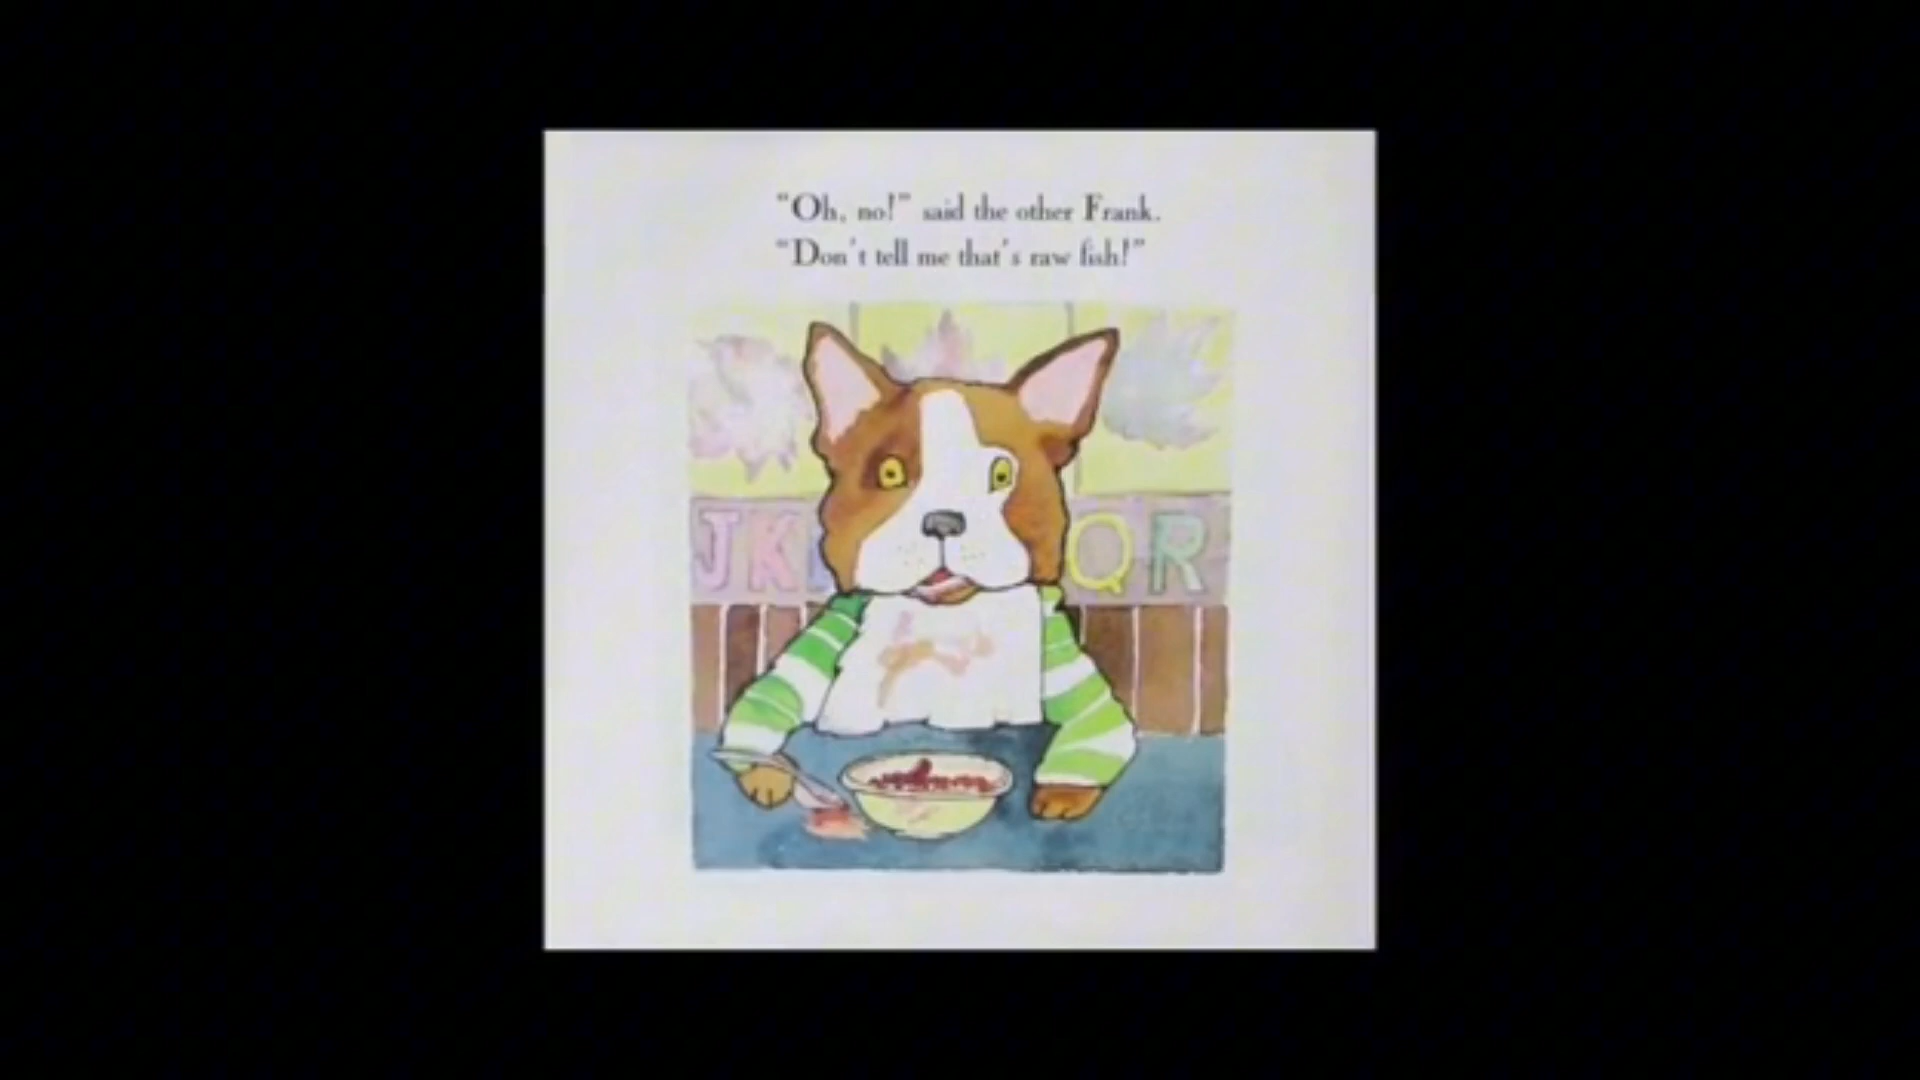 “Oh, no!” said the other Frank.
“Don't tell me that's raw fish!”
JK QR